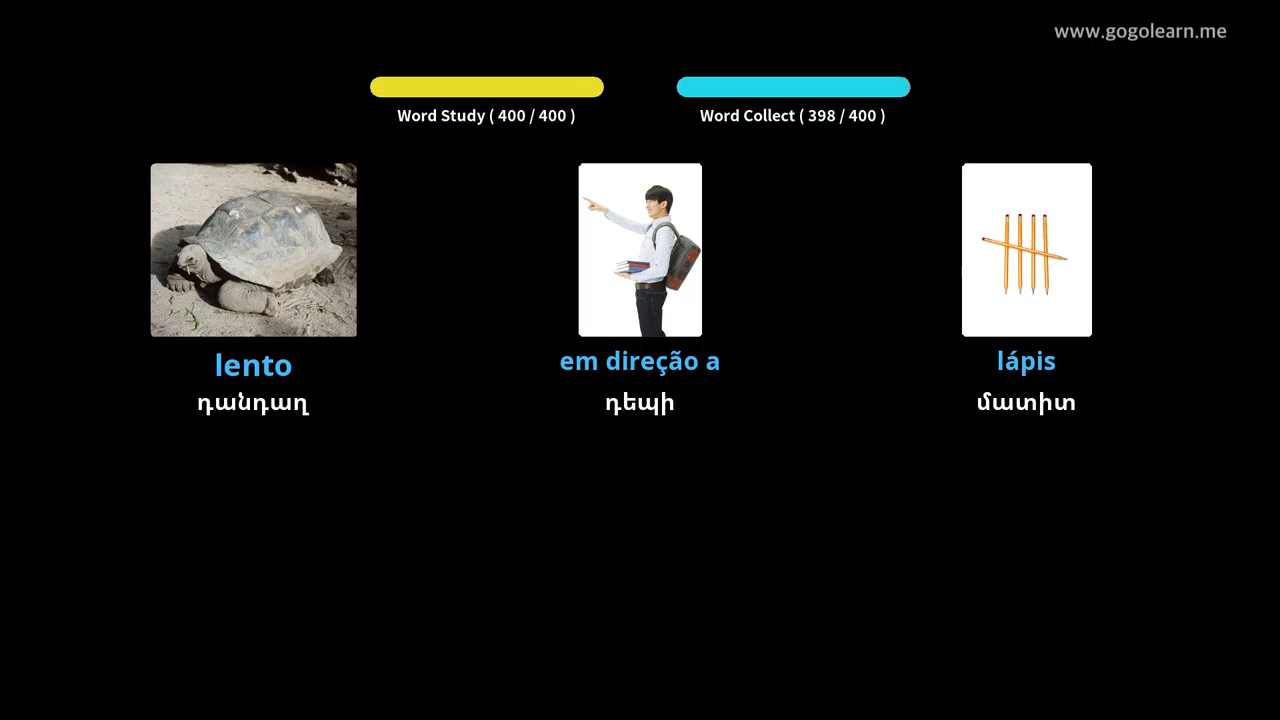 www.gogolearn.me
Word Study ( 400 / 400 )
Word Collect ( 398 / 400 )
lento
em direção a
lápis
դանդաղ
դեպի
մատիտ